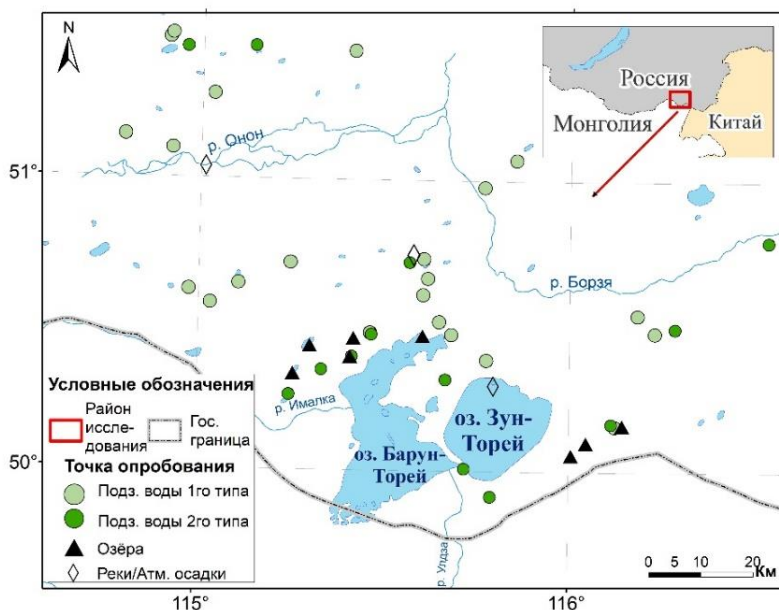 N
Россия
Монголия
Китай
р. Онон
51°
р. Борзя
Условные обозначения
Район
иссле-
дования
Гос.
граница
Точка опробования
Подз. воды 1го типа
Подз. воды 2го типа
Озёра
Реки/Атм. осадки
р. Ималка
оз. Барун-
Торей
оз. Зун-
Торей
50°
р. Улдза
0 5 10 20
Км
115°
116°